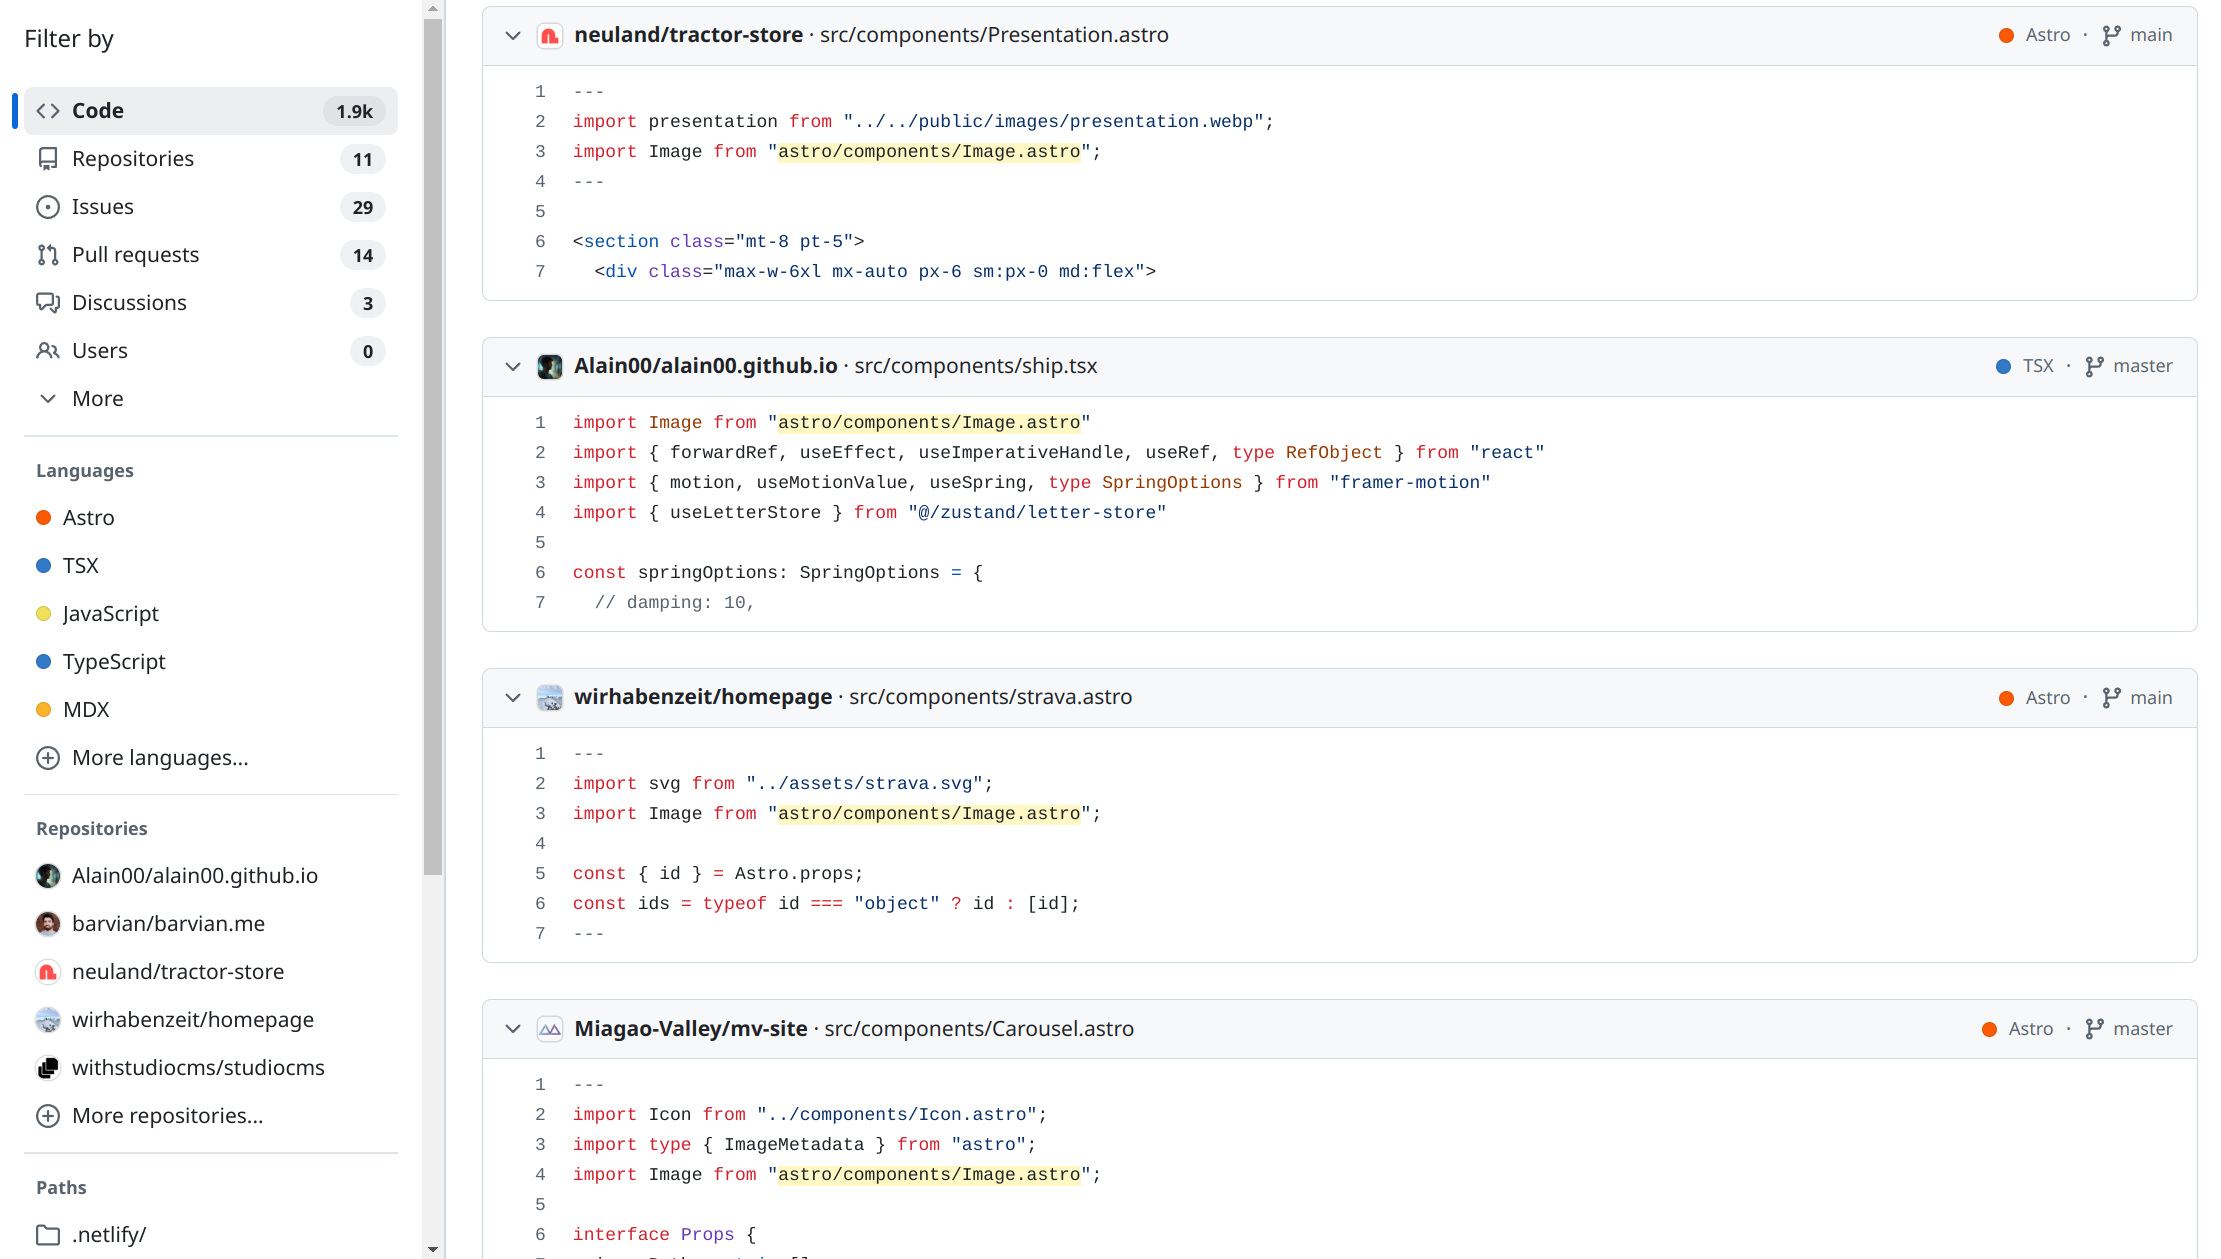 Filter by
Code 1.9k
Repositories 11
Issues 29
Pull requests 14
Discussions 3
Users 0
More
Languages
Astro
TSX
JavaScript
TypeScript
MDX
More languages...
Repositories
Alain00/alain00.github.io
barvian/barvian.me
neuland/tractor-store
wirhabenzeit/homepage
withstudiocms/studiocms
More repositories...
Paths
.netlify/
neuland/tractor-store · src/components/Presentation.astro Astro · main
1 ---
2 import presentation from "../../public/images/presentation.webp";
3 import Image from "astro/components/Image.astro";
4 ---
5
6 <section class="mt-8 pt-5">
7 <div class="max-w-6xl mx-auto px-6 sm:px-0 md:flex">
Alain00/alain00.github.io · src/components/ship.tsx TSX · master
1 import Image from "astro/components/Image.astro"
2 import { forwardRef, useEffect, useImperativeHandle, useRef, type RefObject } from "react"
3 import { motion, useMotionValue, useSpring, type SpringOptions } from "framer-motion"
4 import { useLetterStore } from "@/zustand/letter-store"
5
6 const springOptions: SpringOptions = {
7 // damping: 10,
wirhabenzeit/homepage · src/components/strava.astro Astro · main
1 ---
2 import svg from "../assets/strava.svg";
3 import Image from "astro/components/Image.astro";
4
5 const { id } = Astro.props;
6 const ids = typeof id === "object" ? id : [id];
7 ---
Miagao-Valley/mv-site · src/components/Carousel.astro Astro · master
1 ---
2 import Icon from "../components/Icon.astro";
3 import type { ImageMetadata } from "astro";
4 import Image from "astro/components/Image.astro";
5
6 interface Props {